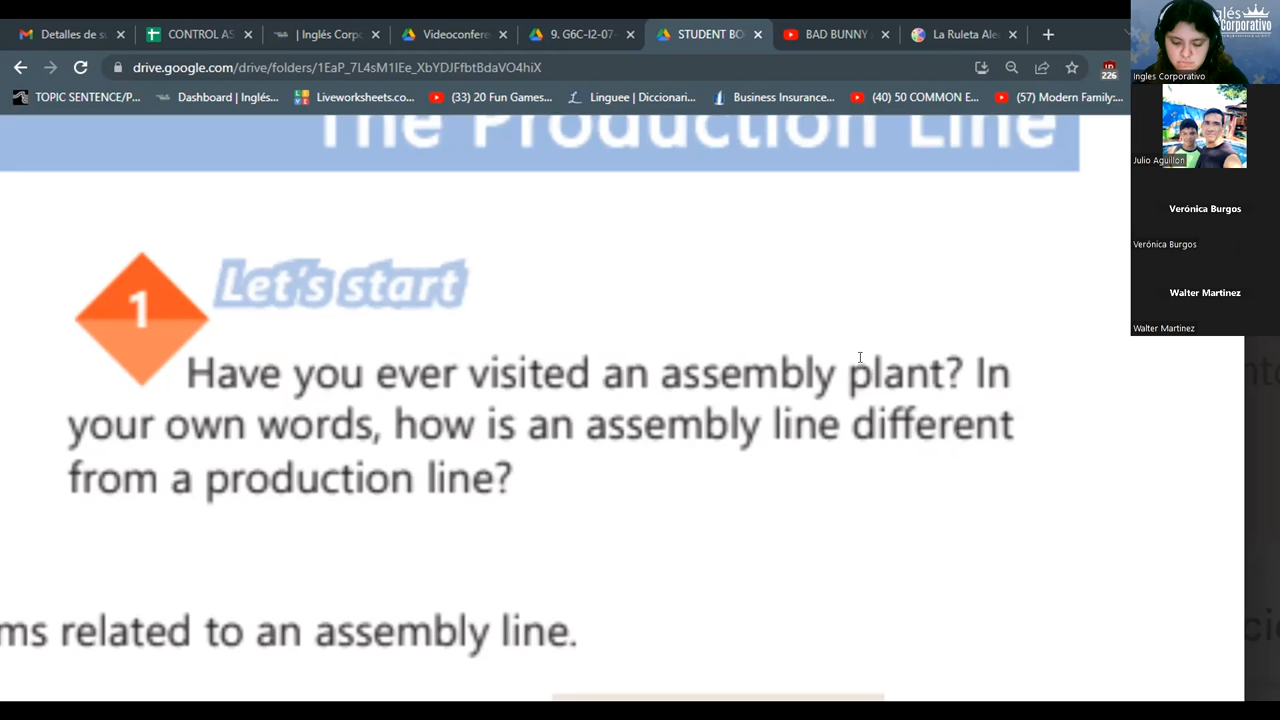 Detalles de su
CONTROL AS
| Inglés Corpo
Videoconfere
9. G6C-I2-07-
STUDENT BO
BAD BUNNY
La Ruleta Ale
drive.google.com/drive/folders/1EaP_7L4sM1IEe_XbYDJFfbtBdaVO4hiX
226
TOPIC SENTENCE/P...
Dashboard | Inglés...
Liveworksheets.co...
(33) 20 Fun Games...
Linguee | Diccionari...
Business Insurance...
(40) 50 COMMON E...
(57) Modern Family:...
The Production Line
1
Let's start
Have you ever visited an assembly plant? In
your own words, how is an assembly line different
from a production line?
ms related to an assembly line.
glés
Corporativo
Ingles Corporativo
Julio Aguillon
Verónica Burgos
Verónica Burgos
Walter Martinez
Walter Martinez